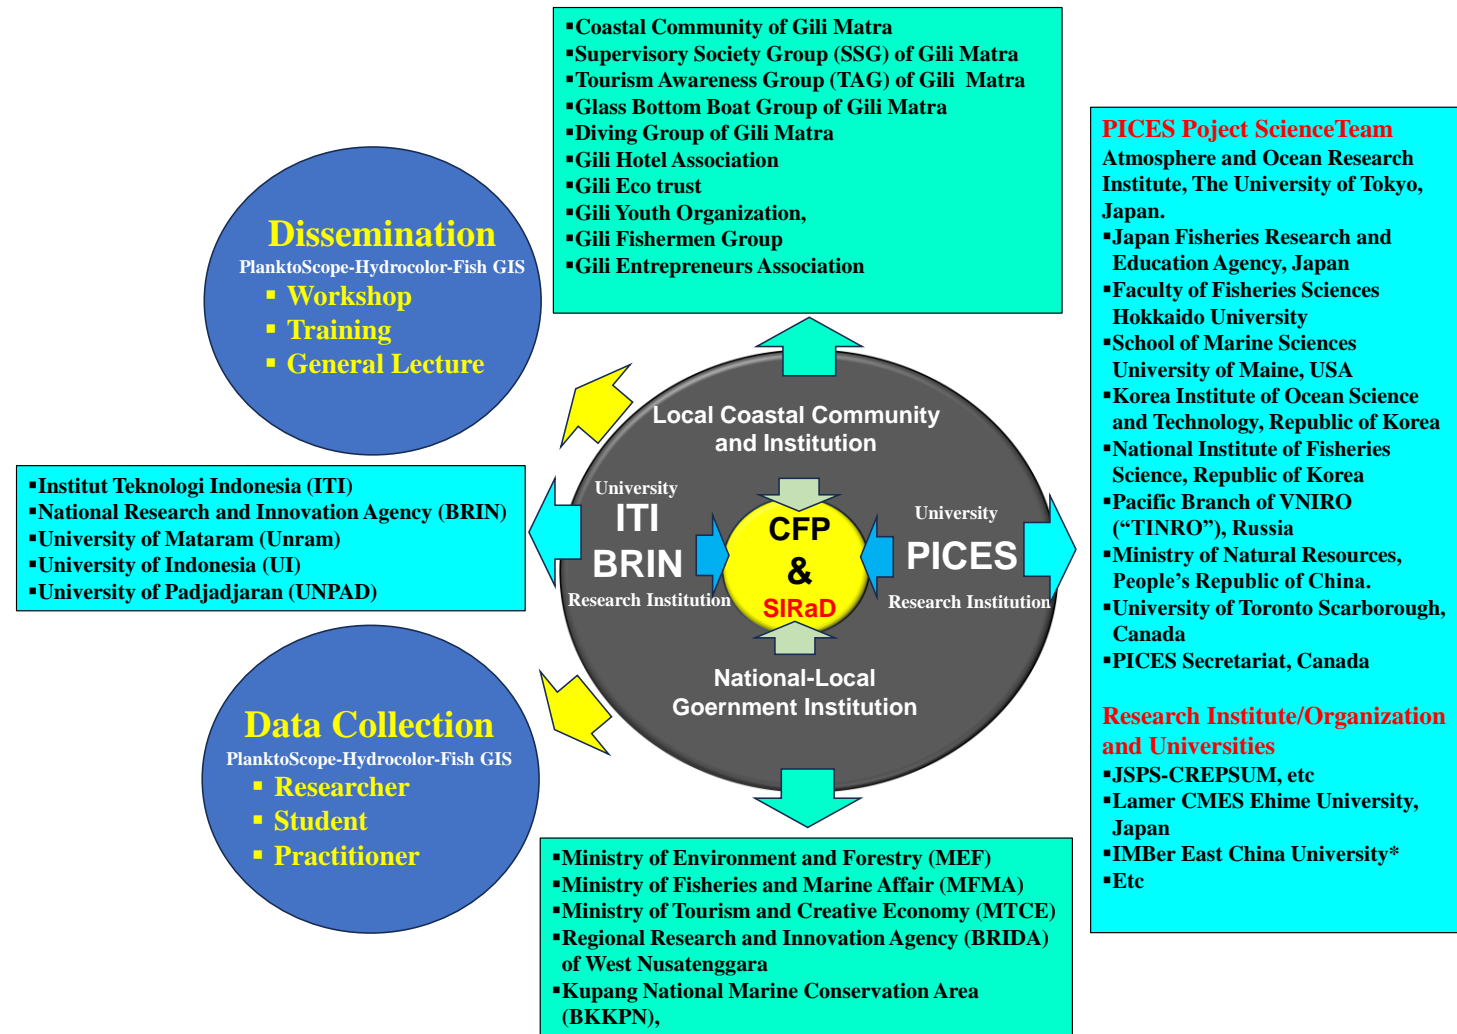 ▪Coastal Community of Gili Matra
▪Supervisory Society Group (SSG) of Gili Matra
▪Tourism Awareness Group (TAG) of Gili Matra
▪Glass Bottom Boat Group of Gili Matra
▪Diving Group of Gili Matra
▪Gili Hotel Association
▪Gili Eco trust
▪Gili Youth Organization,
▪Gili Fishermen Group
▪Gili Entrepreneurs Association
Dissemination
PlanktoScope-Hydrocolor-Fish GIS
▪ Workshop
▪ Training
▪ General Lecture
PICES Poject ScienceTeam
Atmosphere and Ocean Research
Institute, The University of Tokyo,
Japan.
▪Japan Fisheries Research and
Education Agency, Japan
▪Faculty of Fisheries Sciences
Hokkaido University
▪School of Marine Sciences
University of Maine, USA
▪Korea Institute of Ocean Science
and Technology, Republic of Korea
▪National Institute of Fisheries
Science, Republic of Korea
▪Pacific Branch of VNIRO
(“TINRO”), Russia
▪Ministry of Natural Resources,
People’s Republic of China.
▪University of Toronto Scarborough,
Canada
▪PICES Secretariat, Canada
Research Institute/Organization
and Universities
▪JSPS-CREPSUM, etc
▪Lamer CMES Ehime University,
Japan
▪IMBer East China University*
▪Etc
Local Coastal Community
and Institution
▪Institut Teknologi Indonesia (ITI)
▪National Research and Innovation Agency (BRIN)
▪University of Mataram (Unram)
▪University of Indonesia (UI)
▪University of Padjadjaran (UNPAD)
University
ITI
BRIN
Research Institution
CFP
&
SIRaD
University
PICES
Research Institution
National-Local
Goernment Institution
Data Collection
PlanktoScope-Hydrocolor-Fish GIS
▪ Researcher
▪ Student
▪ Practitioner
▪Ministry of Environment and Forestry (MEF)
▪Ministry of Fisheries and Marine Affair (MFMA)
▪Ministry of Tourism and Creative Economy (MTCE)
▪Regional Research and Innovation Agency (BRIDA)
of West Nusatenggara
▪Kupang National Marine Conservation Area
(BKKPN),